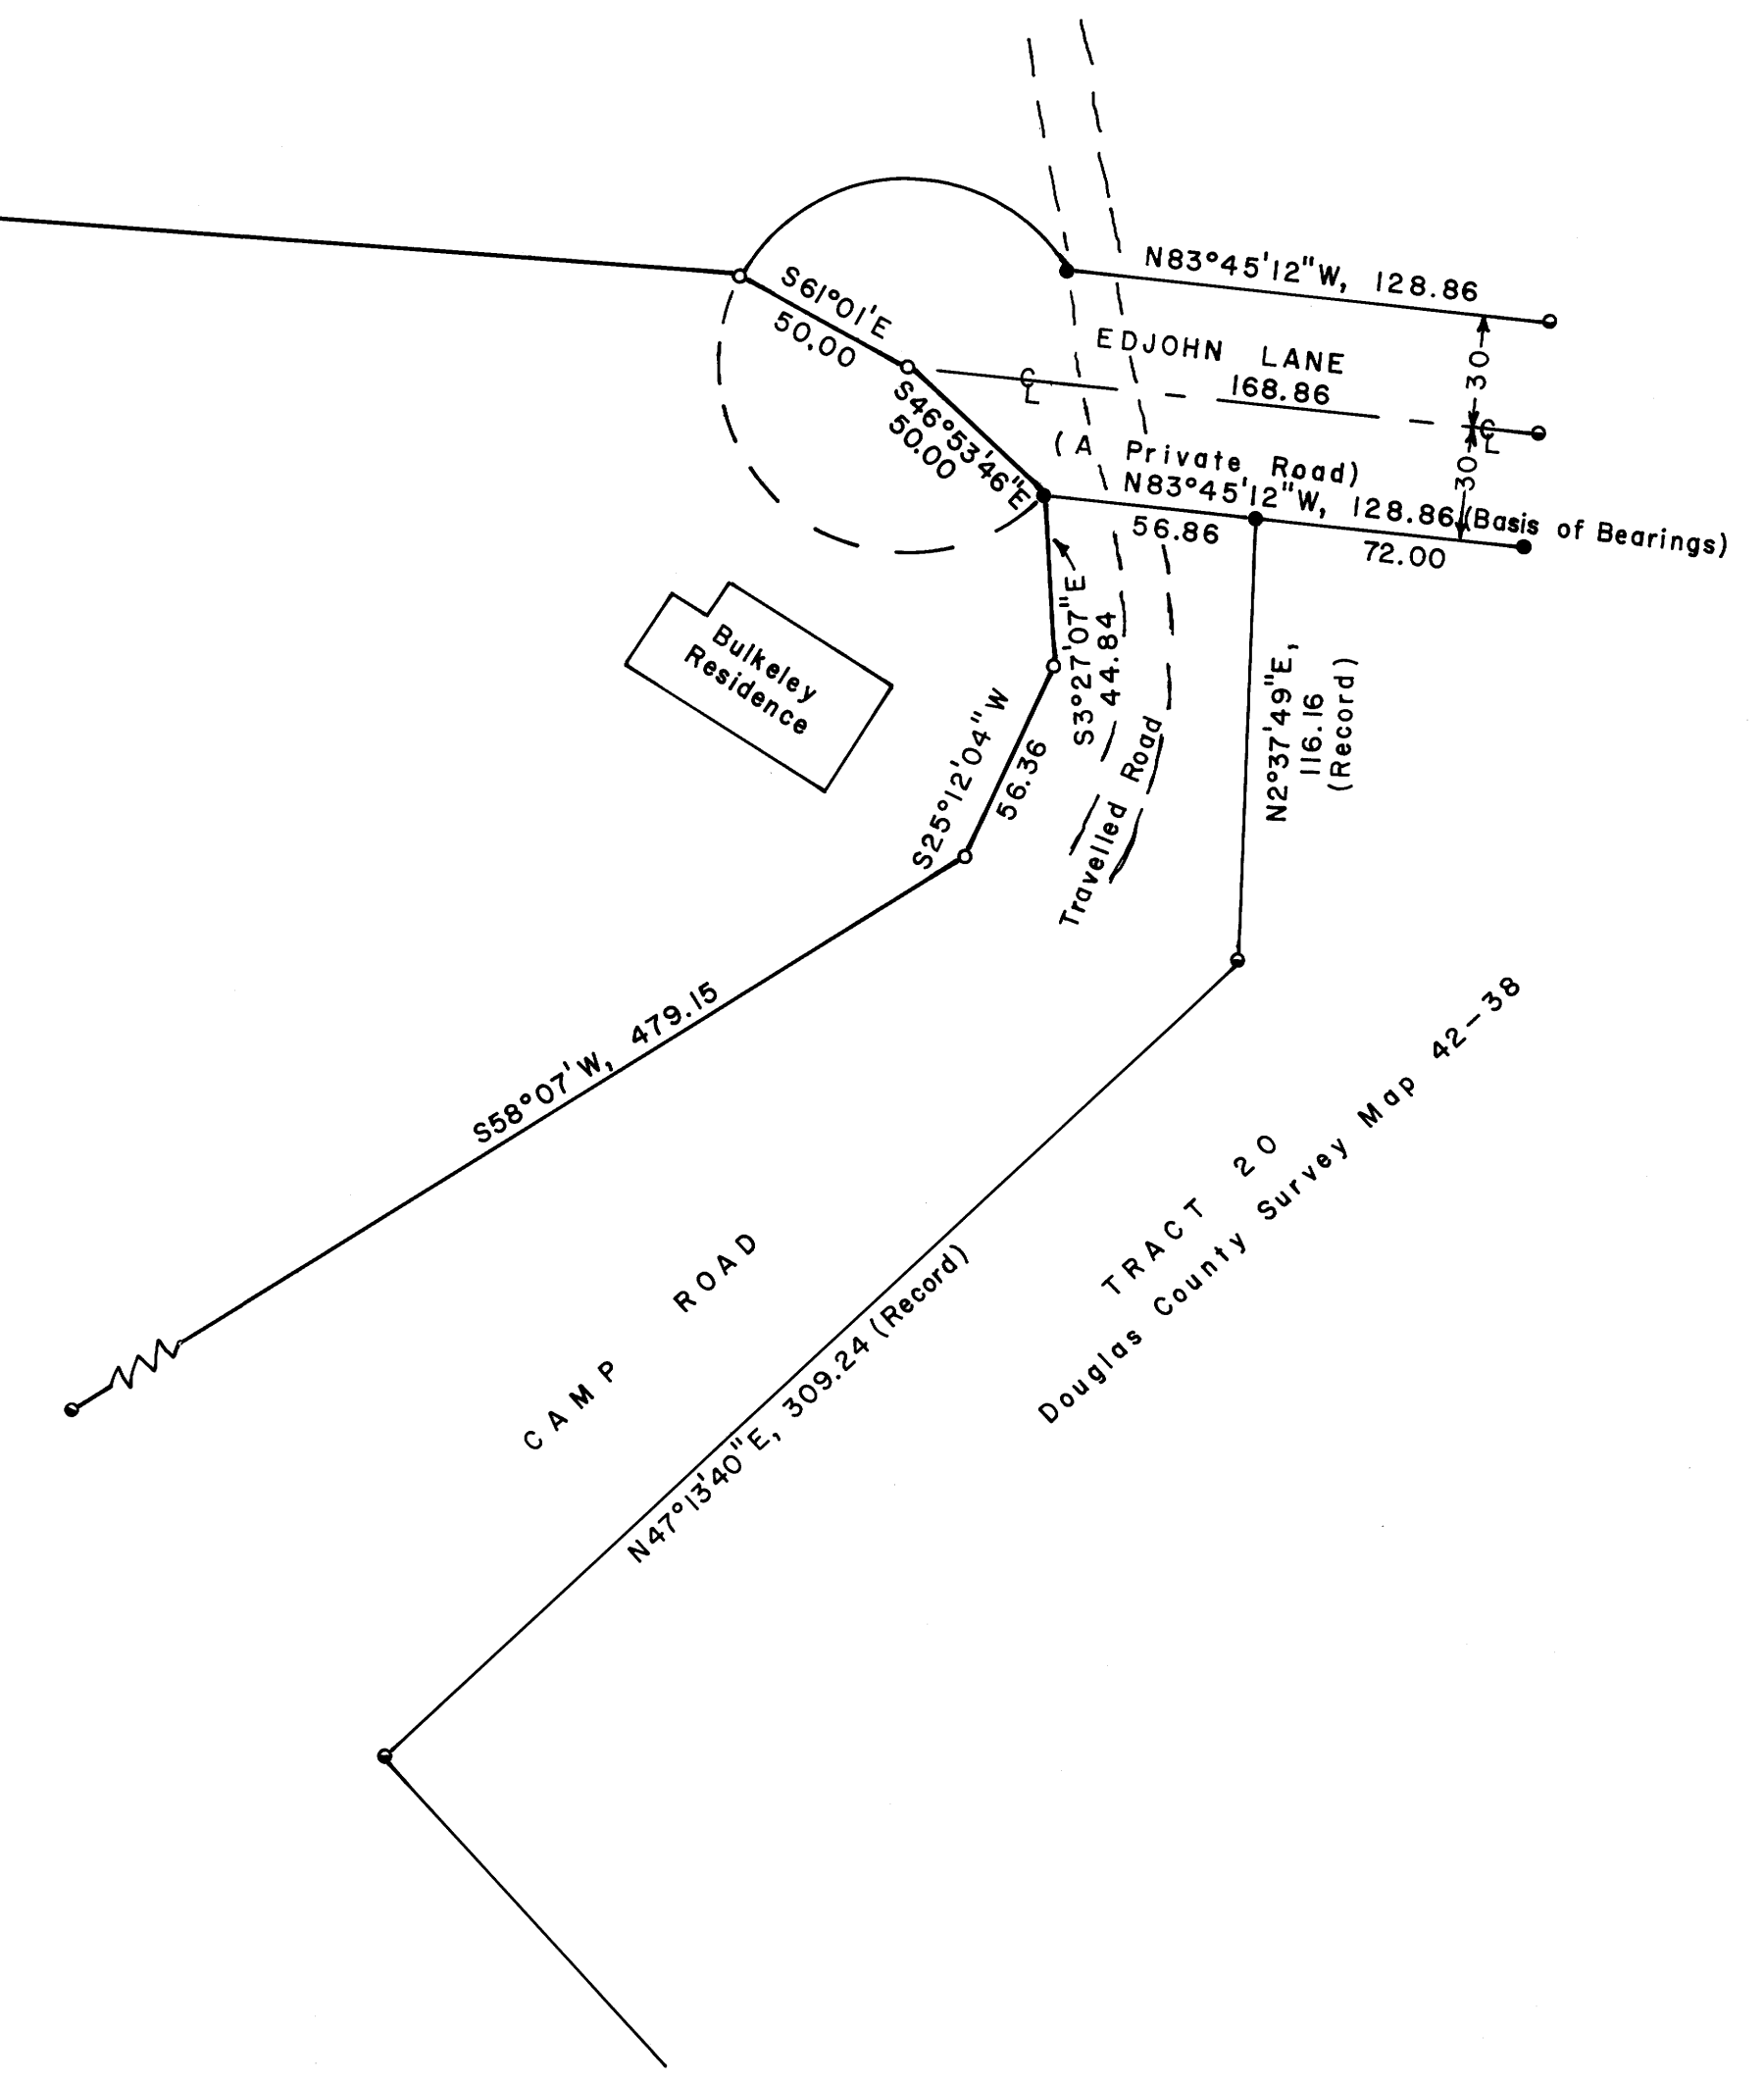 N83°45'12"W, 128.86
S61°01'E
50.00
EDJOHN LANE
168.86
30
℄
℄
S46°53'46"E
50.00
(A Private Road)
30
N83°45'12"W, 128.86 (Basis of Bearings)
56.86
72.00
S3°27'07"E
44.84
Bulkeley
Residence
N2°37'49"E,
116.16
(Record)
S25°12'04"W
56.36
Travelled Road
S58°07'W, 479.15
CAMP ROAD
N47°13'40"E, 309.24 (Record)
TRACT 20
Douglas County Survey Map 42-38